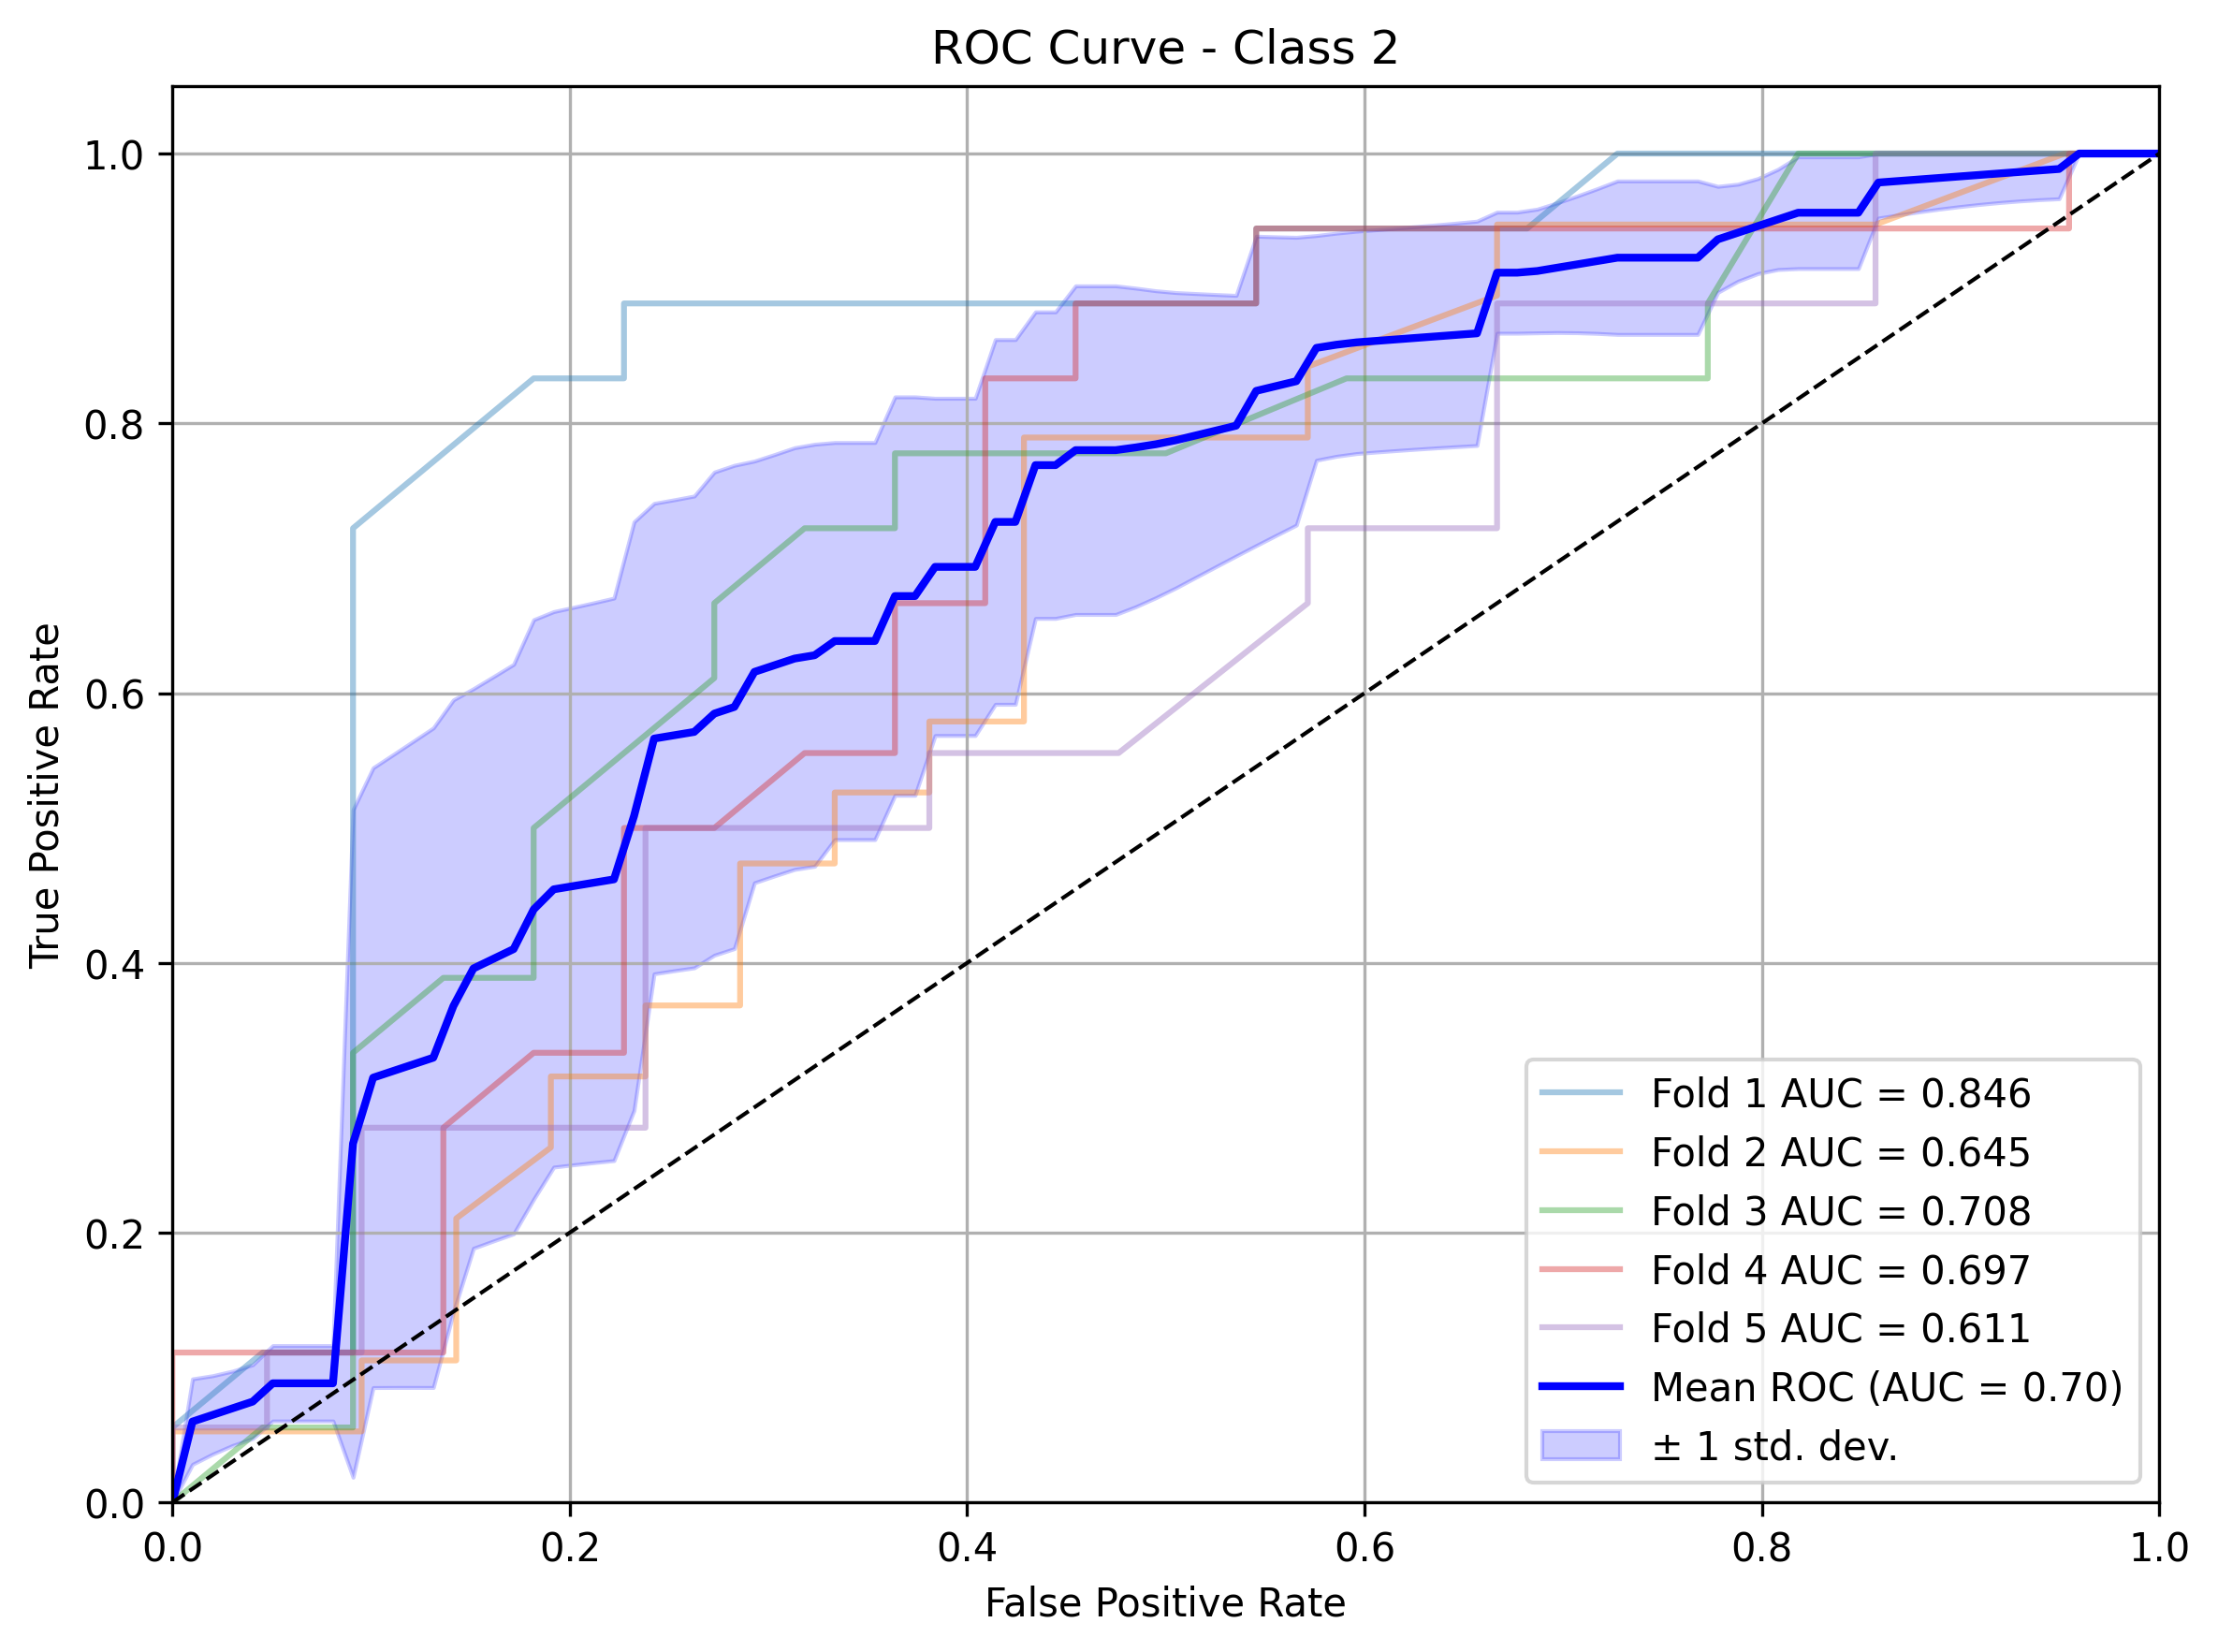 ROC Curve - Class 2
1.0
0.8
0.6
0.4
0.2
0.0
True Positive Rate
0.0 0.2 0.4 0.6 0.8 1.0
False Positive Rate
Fold 1 AUC = 0.846
Fold 2 AUC = 0.645
Fold 3 AUC = 0.708
Fold 4 AUC = 0.697
Fold 5 AUC = 0.611
Mean ROC (AUC = 0.70)
± 1 std. dev.